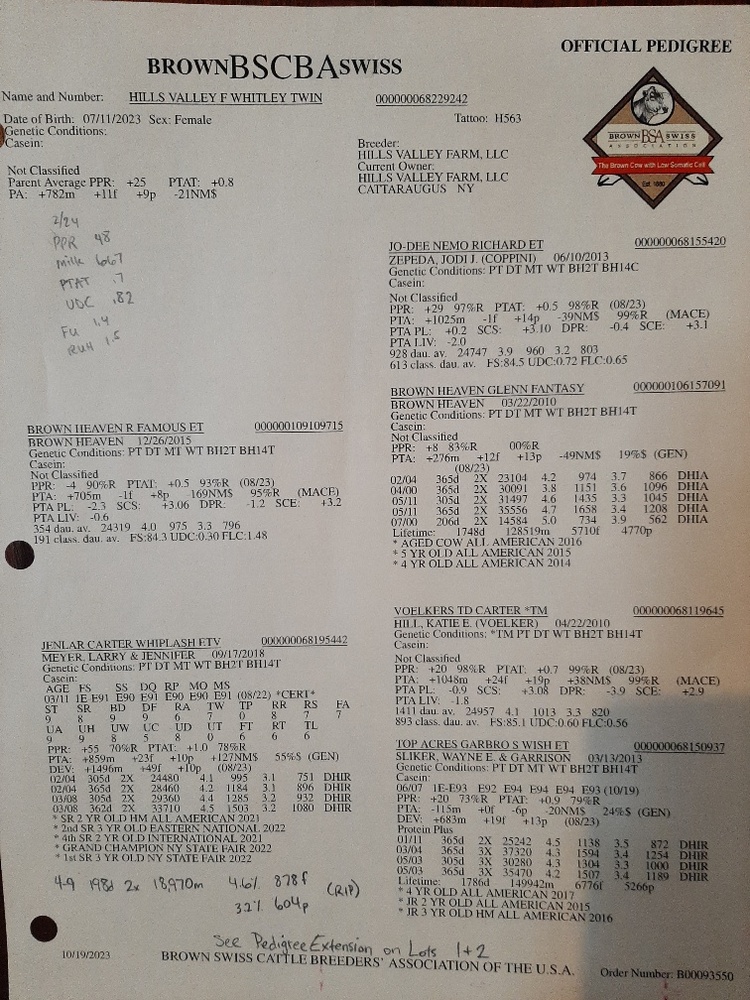 OFFICIAL PEDIGREE
BROWN BSCBA SWISS
Name and Number: HILLS VALLEY F WHITLEY TWIN 000000068229242
Date of Birth: 07/11/2023 Sex: Female Tattoo: H563
Genetic Conditions:
Casein:
Breeder:
HILLS VALLEY FARM, LLC
Current Owner:
HILLS VALLEY FARM, LLC
CATTARAUGUS NY
BROWN BSA SWISS
ASSOCIATION
The Brown Cow with Low Somatic Cell
Est. 1880
Not Classified
Parent Average PPR: +25 PTAT: +0.8
PA: +782m +11f +9p -21NM$
2/24
PPR 48
milk 667
PTAT .7
UDC .82
FU 1.4
RUH 1.5
JO-DEE NEMO RICHARD ET 000000068155420
ZEPEDA, JODI J. (COPPINI) 06/10/2013
Genetic Conditions: PT DT MT WT BH2T BH14C
Casein:
Not Classified
PPR: +29 97%R PTAT: +0.5 98%R (08/23)
PTA: +1025m -1f +14p -39NM$ 99%R (MACE)
PTA PL: +0.2 SCS: +3.10 DPR: -0.4 SCE: +3.1
PTA LIV: -2.0
928 dau. av. 24747 3.9 960 3.2 803
613 class. dau. av. FS:84.5 UDC:0.72 FLC:0.65
BROWN HEAVEN GLENN FANTASY 000000106157091
BROWN HEAVEN 03/22/2010
Genetic Conditions: PT DT MT WT BH2T BH14T
Casein:
Not Classified
PPR: +8 83%R 00%R
PTA: +276m +12f +13p -49NM$ 19%$ (GEN)
(08/23)
02/04 365d 2X 23104 4.2 974 3.7 866 DHIA
04/00 365d 2X 30091 3.8 1151 3.6 1096 DHIA
05/11 305d 2X 31497 4.6 1435 3.3 1045 DHIA
05/11 365d 2X 35556 4.7 1658 3.4 1208 DHIA
07/00 206d 2X 14584 5.0 734 3.9 562 DHIA
Lifetime: 1748d 128519m 5710f 4770p
* AGED COW ALL AMERICAN 2016
* 5 YR OLD ALL AMERICAN 2015
* 4 YR OLD ALL AMERICAN 2014
BROWN HEAVEN R FAMOUS ET 000000109109715
BROWN HEAVEN 12/26/2015
Genetic Conditions: PT DT MT WT BH2T BH14T
Casein:
Not Classified
PPR: -4 90%R PTAT: +0.5 93%R (08/23)
PTA: +705m -1f +8p -169NM$ 95%R (MACE)
PTA PL: -2.3 SCS: +3.06 DPR: -1.2 SCE: +3.2
PTA LIV: -0.6
354 dau. av. 24319 4.0 975 3.3 796
191 class. dau. av. FS:84.3 UDC:0.30 FLC:1.48
VOELKERS TD CARTER *TM 000000068119645
HILL, KATIE E. (VOELKER) 04/22/2010
Genetic Conditions: *TM PT DT WT BH2T BH14T
Casein:
Not Classified
PPR: +20 98%R PTAT: +0.7 99%R (08/23)
PTA: +1048m +24f +19p +38NM$ 99%R (MACE)
PTA PL: -0.9 SCS: +3.08 DPR: -3.9 SCE: +2.9
PTA LIV: -1.8
1411 dau. av. 24957 4.1 1013 3.3 820
893 class. dau. av. FS:85.1 UDC:0.60 FLC:0.56
JENLAR CARTER WHIPLASH ETV 000000068195442
MEYER, LARRY & JENNIFER 09/17/2018
Genetic Conditions: PT DT MT WT BH2T BH14T
Casein:
AGE FS SS DQ RP MO MS
03/11 1E E91 E90 E91 E90 E90 E91 (08/22) *CERT*
ST SR BD DF RA TW TP RR RS FA
9 8 9 9 6 7 0 8 7 7
UA UH UW UC UD UT FT RT TL
9 9 9 8 5 0 6 6 6
PPR: +55 70%R PTAT: +1.0 78%R
PTA: +859m +23f +10p +127NM$ 55%$ (GEN)
DEV: +1496m +49f +10p (08/23)
02/04 305d 2X 24480 4.1 995 3.1 751 DHIR
02/04 365d 2X 28460 4.2 1184 3.1 896 DHIR
03/08 305d 2X 29360 4.4 1285 3.2 932 DHIR
03/08 362d 2X 33710 4.5 1503 3.2 1080 DHIR
* SR 2 YR OLD HM ALL AMERICAN 2021
* 2nd SR 3 YR OLD EASTERN NATIONAL 2022
* 4th SR 2 YR OLD INTERNATIONAL 2021
* GRAND CHAMPION NY STATE FAIR 2022
* 1st SR 3 YR OLD NY STATE FAIR 2022
4-9 198d 2x 18,970m 4.6% 878f
3.2% 604p (RIP)
TOP ACRES GARBRO S WISH ET 000000068150937
SLIKER, WAYNE E. & GARRISON 03/13/2013
Genetic Conditions: PT DT MT WT BH2T BH14T
Casein:
06/07 1E-E93 E92 E94 E94 E94 E93 (10/19)
PPR: +20 73%R PTAT: +0.9 79%R
PTA: -115m +0f -6p -20NM$ 24%$ (GEN)
DEV: +683m +19f +13p (08/23)
Protein Plus
01/11 365d 2X 25242 4.5 1138 3.5 872 DHIR
03/04 365d 3X 37320 4.3 1594 3.4 1254 DHIR
05/03 305d 3X 30280 4.3 1304 3.3 1000 DHIR
05/03 365d 3X 35470 4.2 1507 3.4 1189 DHIR
Lifetime: 1786d 149942m 6776f 5266p
* 4 YR OLD ALL AMERICAN 2017
* JR 2 YR OLD ALL AMERICAN 2015
* JR 3 YR OLD HM ALL AMERICAN 2016
See Pedigree Extension on Lots 1+2
10/19/2023 BROWN SWISS CATTLE BREEDERS' ASSOCIATION OF THE U.S.A. Order Number: B00093550